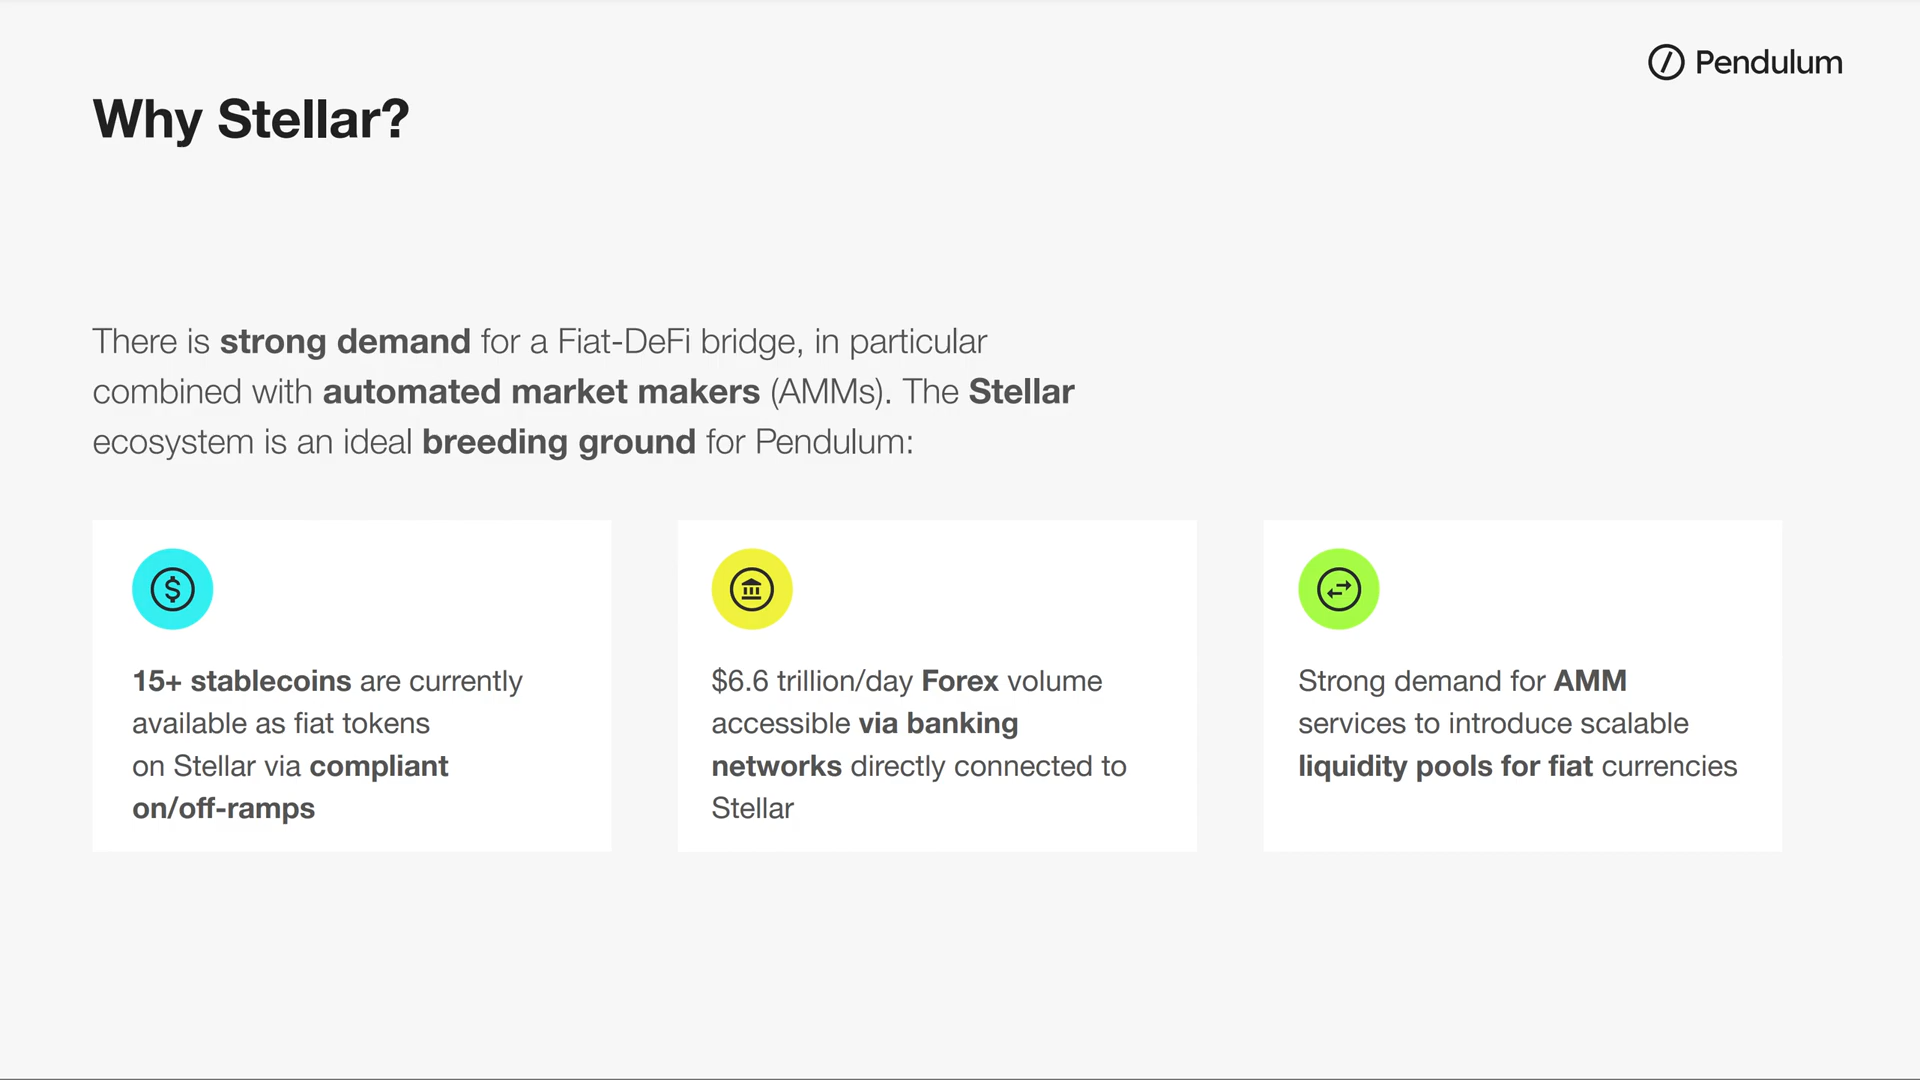 Pendulum
Why Stellar?
There is strong demand for a Fiat-DeFi bridge, in particular
combined with automated market makers (AMMs). The Stellar
ecosystem is an ideal breeding ground for Pendulum:
15+ stablecoins are currently
available as fiat tokens
on Stellar via compliant
on/off-ramps
$6.6 trillion/day Forex volume
accessible via banking
networks directly connected to
Stellar
Strong demand for AMM
services to introduce scalable
liquidity pools for fiat currencies